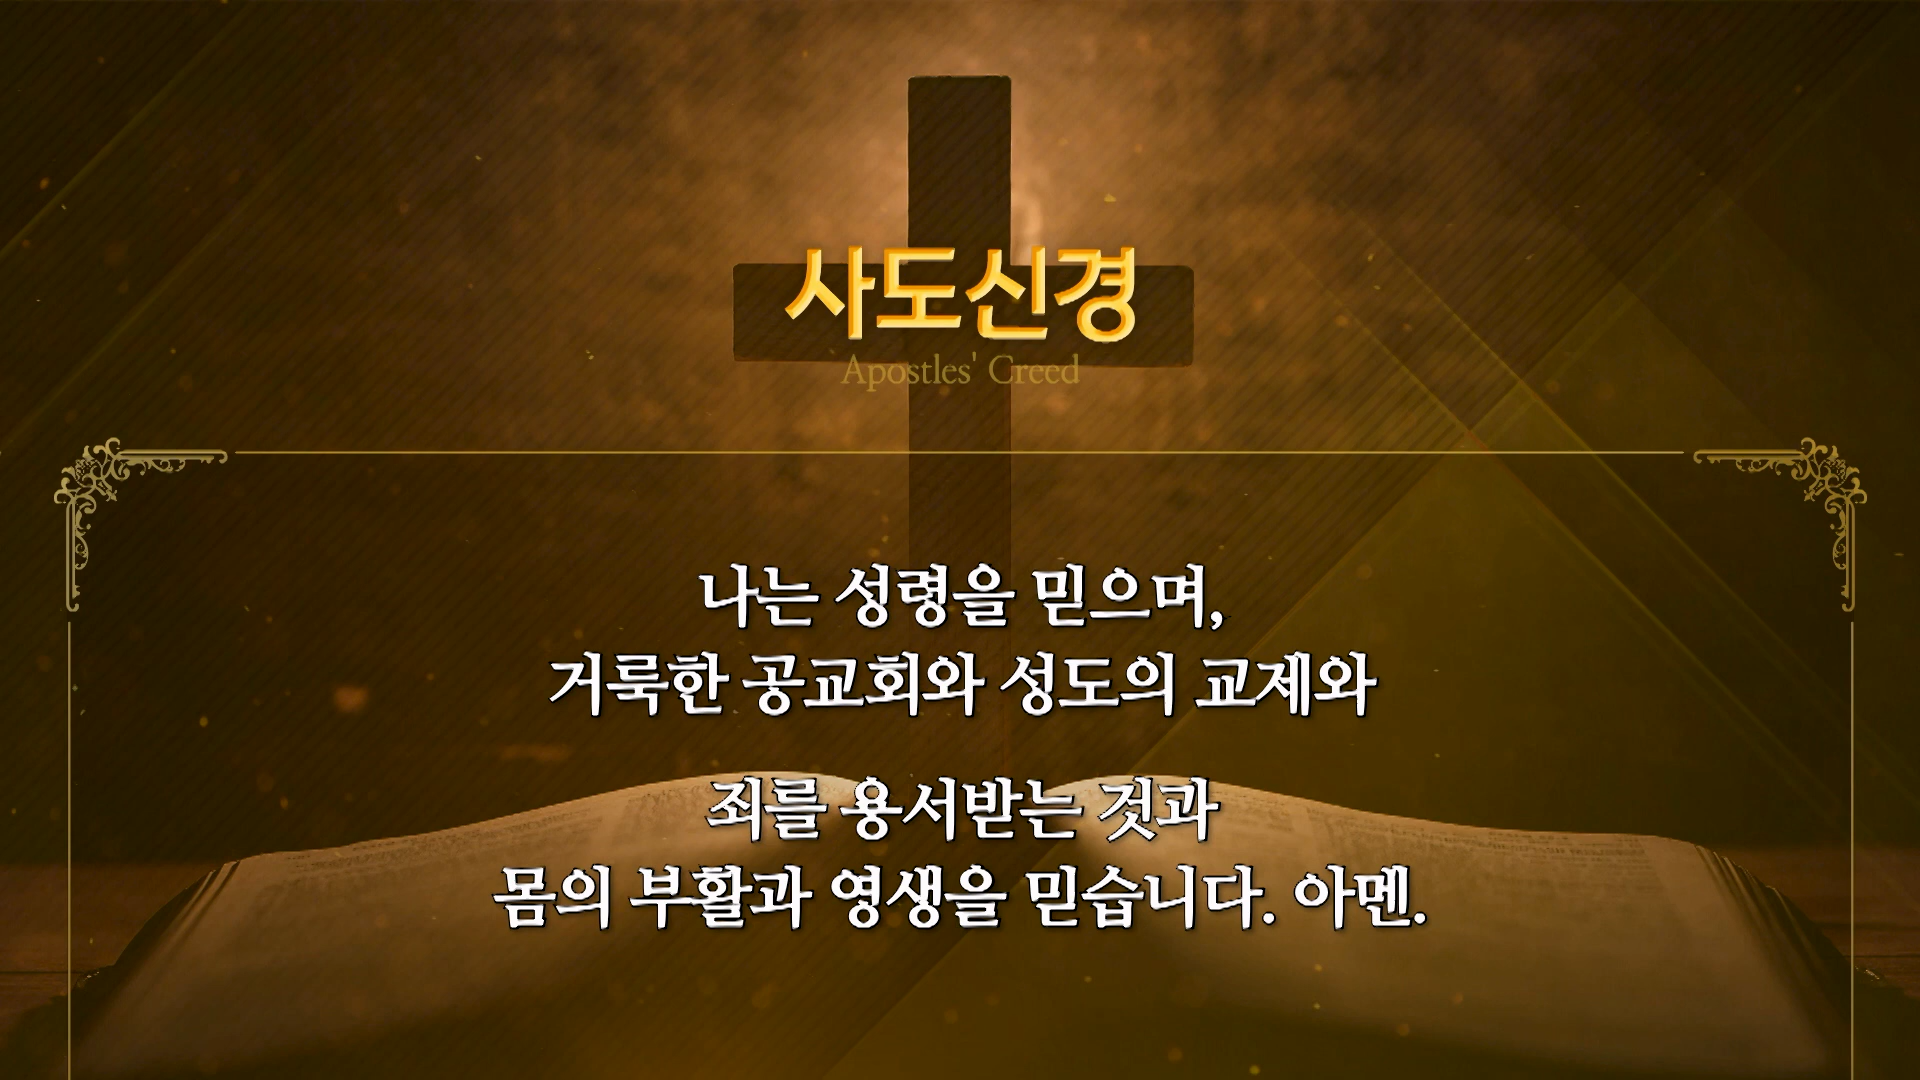 사도신경
Apostles' Creed
나는 성령을 믿으며,
거룩한 공교회와 성도의 교제와
죄를 용서받는 것과
몸의 부활과 영생을 믿습니다. 아멘.